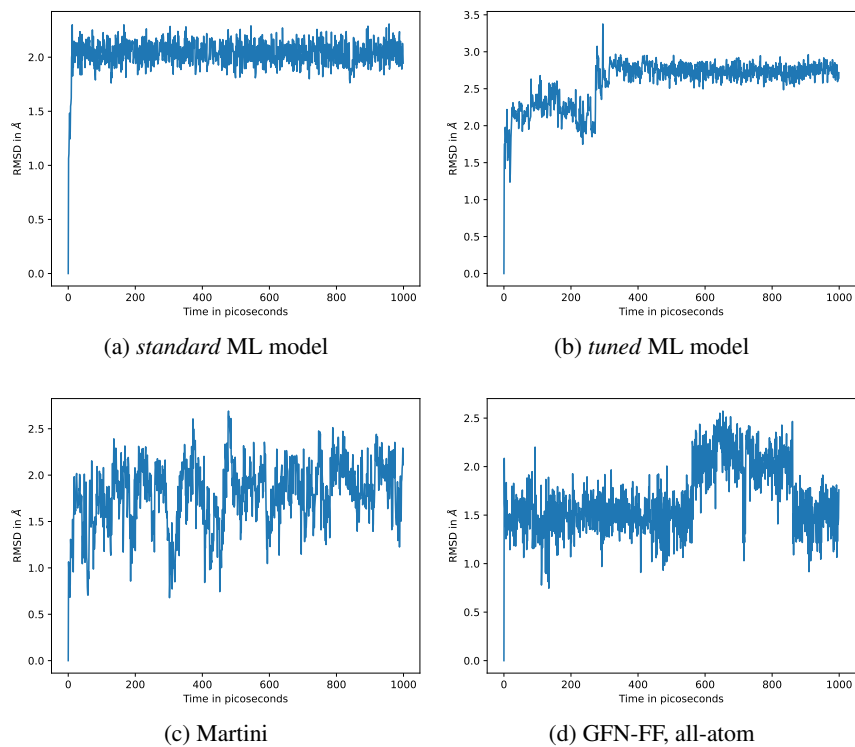 2.0
1.5
1.0
0.5
0.0
RMSD in Å
0 200 400 600 800 1000
Time in picoseconds
(a) standard ML model
3.5
3.0
2.5
2.0
1.5
1.0
0.5
0.0
RMSD in Å
0 200 400 600 800 1000
Time in picoseconds
(b) tuned ML model
2.5
2.0
1.5
1.0
0.5
0.0
RMSD in Å
0 200 400 600 800 1000
Time in picoseconds
(c) Martini
2.5
2.0
1.5
1.0
0.5
0.0
RMSD in Å
0 200 400 600 800 1000
Time in picoseconds
(d) GFN-FF, all-atom